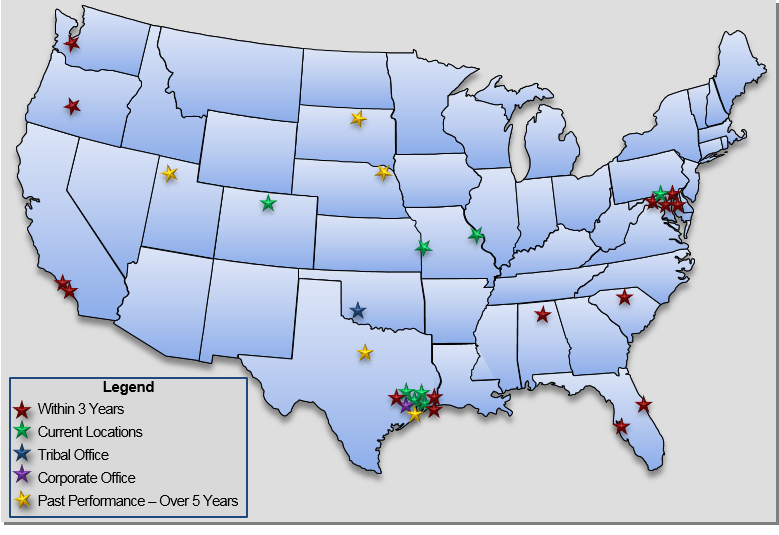 Legend
Within 3 Years
Current Locations
Tribal Office
Corporate Office
Past Performance – Over 5 Years